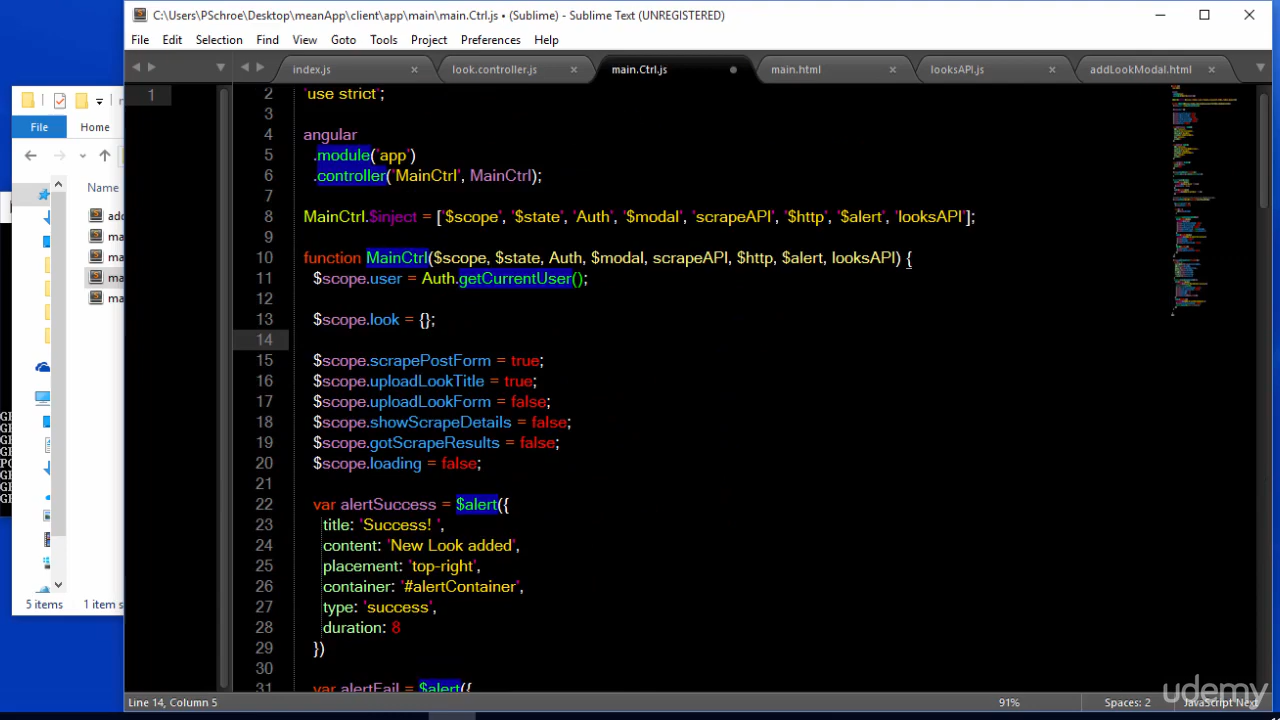 C:\Users\PSchroe\Desktop\meanApp\client\app\main\main.Ctrl.js • (Sublime) - Sublime Text (UNREGISTERED)
File Edit Selection Find View Goto Tools Project Preferences Help
index.js look.controller.js main.Ctrl.js main.html looksAPI.js addLookModal.html
File Home
Name
5 items 1 item
1
2 'use strict';
3
4 angular
5 .module('app')
6 .controller('MainCtrl', MainCtrl);
7
8 MainCtrl.$inject = ['$scope', '$state', 'Auth', '$modal', 'scrapeAPI', '$http', '$alert', 'looksAPI'];
9
10 function MainCtrl($scope, $state, Auth, $modal, scrapeAPI, $http, $alert, looksAPI) {
11 $scope.user = Auth.getCurrentUser();
12
13 $scope.look = {};
14
15 $scope.scrapePostForm = true;
16 $scope.uploadLookTitle = true;
17 $scope.uploadLookForm = false;
18 $scope.showScrapeDetails = false;
19 $scope.gotScrapeResults = false;
20 $scope.loading = false;
21
22 var alertSuccess = $alert({
23 title: 'Success! ',
24 content: 'New Look added',
25 placement: 'top-right',
26 container: '#alertContainer',
27 type: 'success',
28 duration: 8
29 })
30
31 var alertFail = $alert({
Line 14, Column 5 91% Spaces: 2 JavaScript Next
udemy